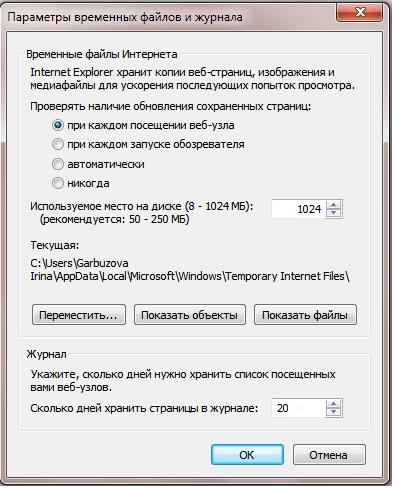 Параметры временных файлов и журнала
Временные файлы Интернета
Internet Explorer хранит копии веб-страниц, изображения и
медиафайлы для ускорения последующих попыток просмотра.
Проверять наличие обновления сохраненных страниц:
при каждом посещении веб-узла
при каждом запуске обозревателя
автоматически
никогда
Используемое место на диске (8 - 1024 МБ): 1024
(рекомендуется: 50 - 250 МБ)
Текущая:
C:\Users\Garbuzova
Irina\AppData\Local\Microsoft\Windows\Temporary Internet Files\
Переместить... Показать объекты Показать файлы
Журнал
Укажите, сколько дней нужно хранить список посещенных
вами веб-узлов.
Сколько дней хранить страницы в журнале: 20
ОК Отмена